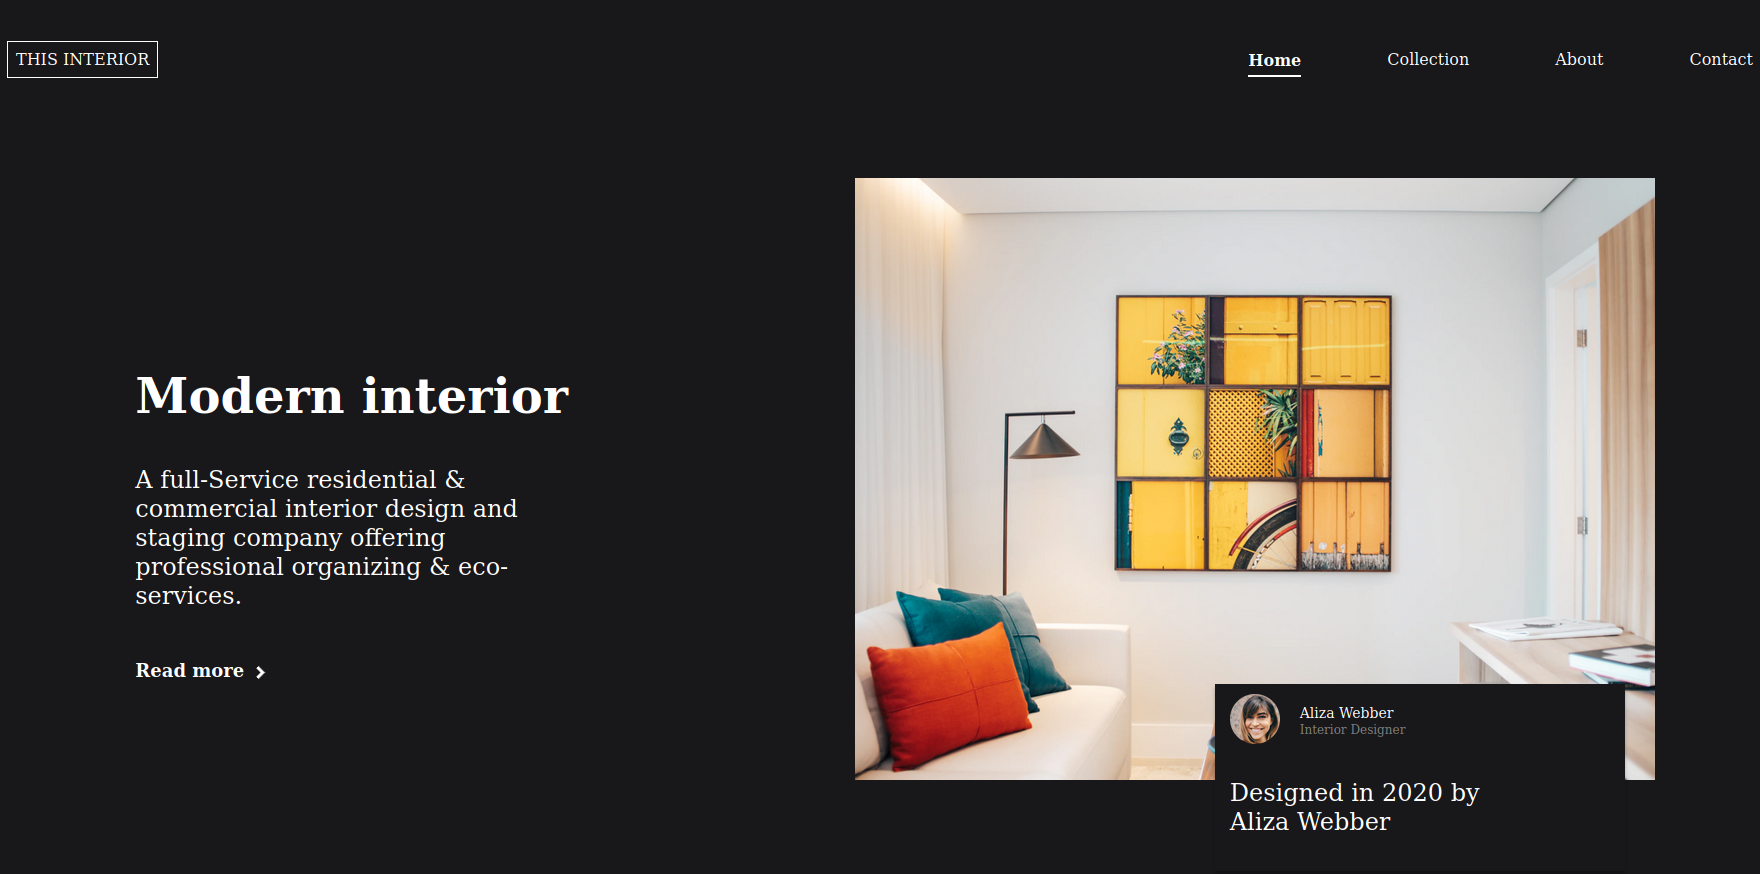 THIS INTERIOR
Home
Collection
About
Contact
Modern interior
A full-Service residential &
commercial interior design and
staging company offering
professional organizing & eco-
services.
Read more
Aliza Webber
Interior Designer
Designed in 2020 by
Aliza Webber